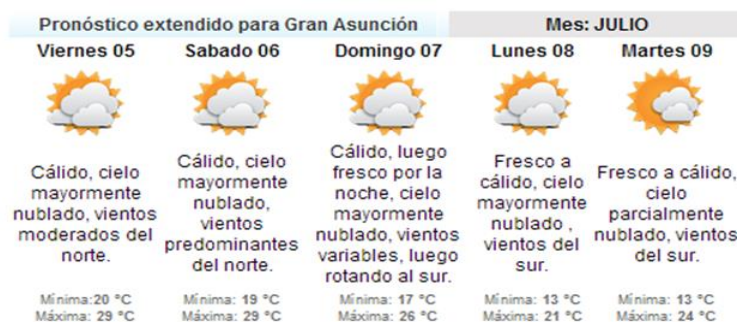 Pronóstico extendido para Gran Asunción
Mes: JULIO
Viernes 05
Cálido, cielo
mayormente
nublado, vientos
moderados del
norte.
Mínima:20 °C
Máxima: 29 °C
Sabado 06
Cálido, cielo
mayormente
nublado,
vientos
predominantes
del norte.
Mínima: 19 °C
Máxima: 29 °C
Domingo 07
Cálido, luego
fresco por la
noche, cielo
mayormente
nublado, vientos
variables, luego
rotando al sur.
Mínima: 17 °C
Máxima: 26 °C
Lunes 08
Fresco a
cálido, cielo
mayormente
nublado ,
vientos del
sur.
Mínima: 13 °C
Máxima: 21 °C
Martes 09
Fresco a cálido,
cielo
parcialmente
nublado, vientos
del sur.
Mínima: 13 °C
Máxima: 24 °C